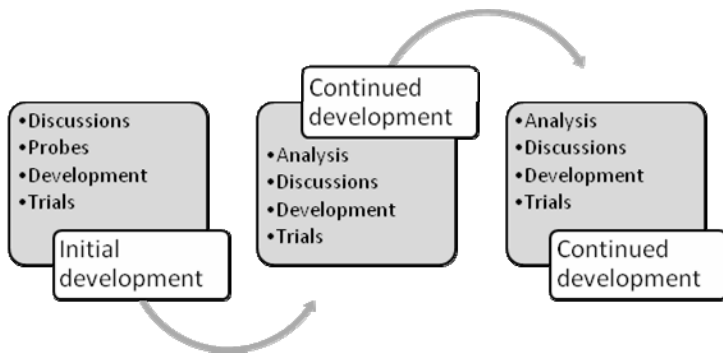 •Discussions
•Probes
•Development
•Trials
Initial
development
Continued
development
•Analysis
•Discussions
•Development
•Trials
•Analysis
•Discussions
•Development
•Trials
Continued
development